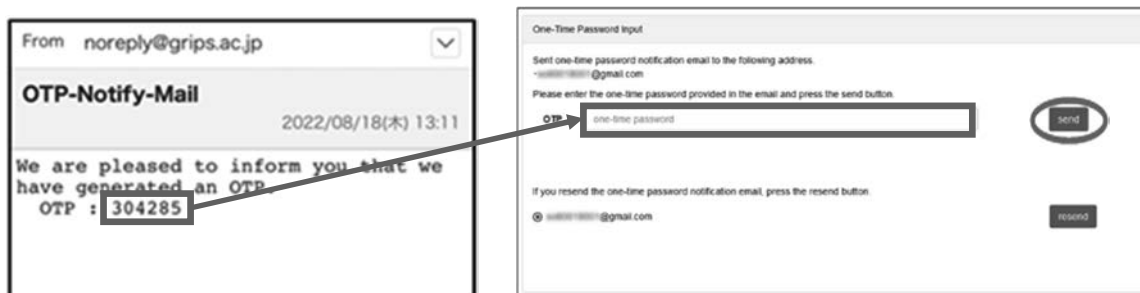 From noreply@grips.ac.jp
OTP-Notify-Mail
2022/08/18(木) 13:11
We are pleased to inform you that we
have generated an OTP.
OTP : 304285
One-Time Password Input
Sent one-time password notification email to the following address.
@gmail.com
Please enter the one-time password provided in the email and press the send button.
OTP one-time password
send
If you resend the one-time password notification email, press the resend button.
@gmail.com
resend